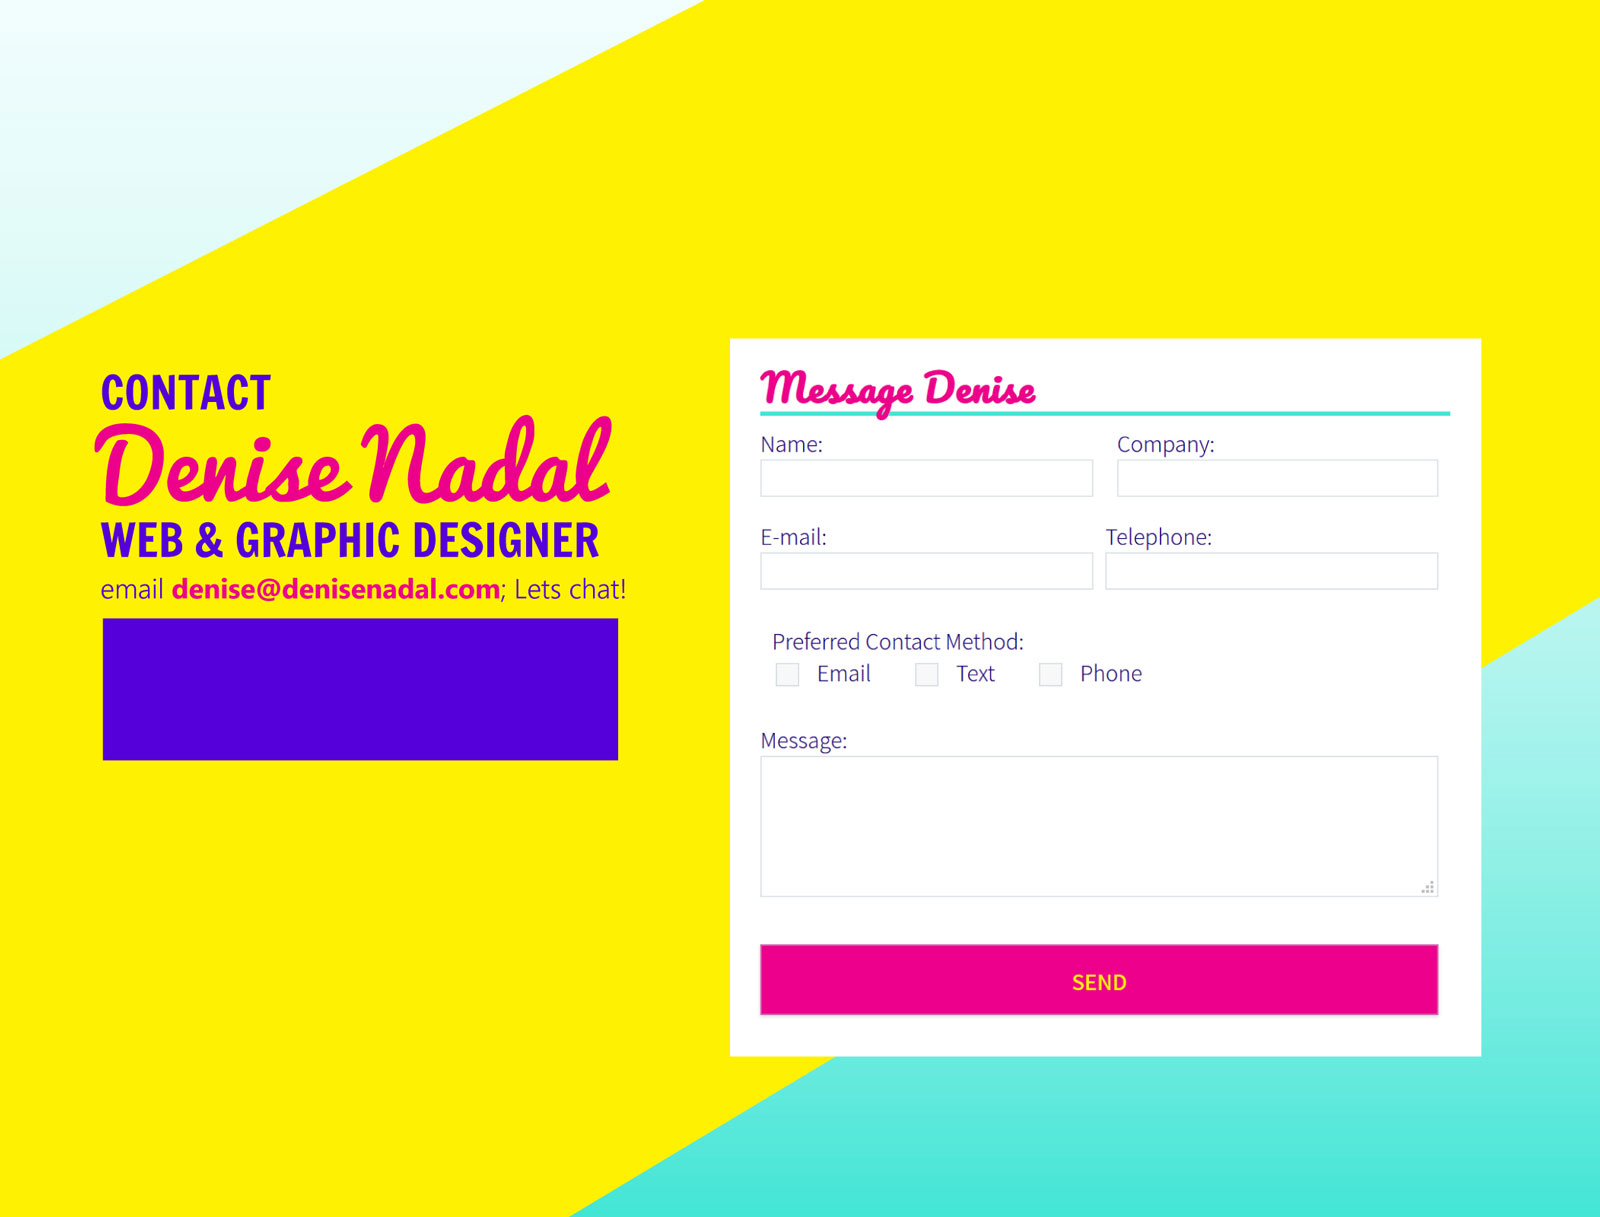 CONTACT
Denise Nadal
WEB & GRAPHIC DESIGNER
email denise@denisenadal.com; Lets chat!
Message Denise
Name: Company:
E-mail: Telephone:
Preferred Contact Method:
Email Text Phone
Message:
SEND